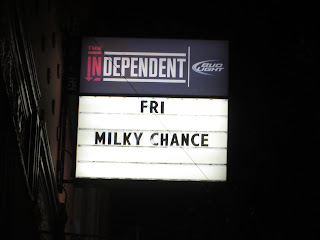 THE
INDEPENDENT
BUD
LIGHT
FRI
MILKY CHANCE